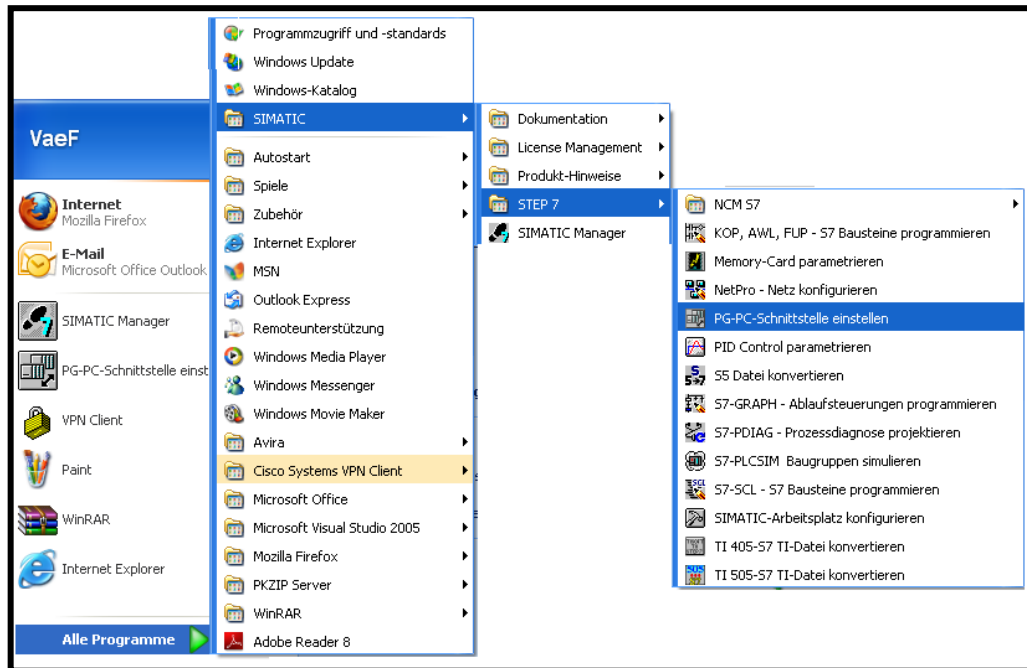 VaeF
Internet
Mozilla Firefox
E-Mail
Microsoft Office Outlook
SIMATIC Manager
PG-PC-Schnittstelle einst
VPN Client
Paint
WinRAR
Internet Explorer
Alle Programme
Programmzugriff und -standards
Windows Update
Windows-Katalog
SIMATIC
Autostart
Spiele
Zubehör
Internet Explorer
MSN
Outlook Express
Remoteunterstützung
Windows Media Player
Windows Messenger
Windows Movie Maker
Avira
Cisco Systems VPN Client
Microsoft Office
Microsoft Visual Studio 2005
Mozilla Firefox
PKZIP Server
WinRAR
Adobe Reader 8
Dokumentation
License Management
Produkt-Hinweise
STEP 7
SIMATIC Manager
NCM S7
KOP, AWL, FUP - S7 Bausteine programmieren
Memory-Card parametrieren
NetPro - Netz konfigurieren
PG-PC-Schnittstelle einstellen
PID Control parametrieren
S5 Datei konvertieren
S7-GRAPH - Ablaufsteuerungen programmieren
S7-PDIAG - Prozessdiagnose projektieren
S7-PLCSIM Baugruppen simulieren
S7-SCL - S7 Bausteine programmieren
SIMATIC-Arbeitsplatz konfigurieren
TI 405-S7 TI-Datei konvertieren
TI 505-S7 TI-Datei konvertieren